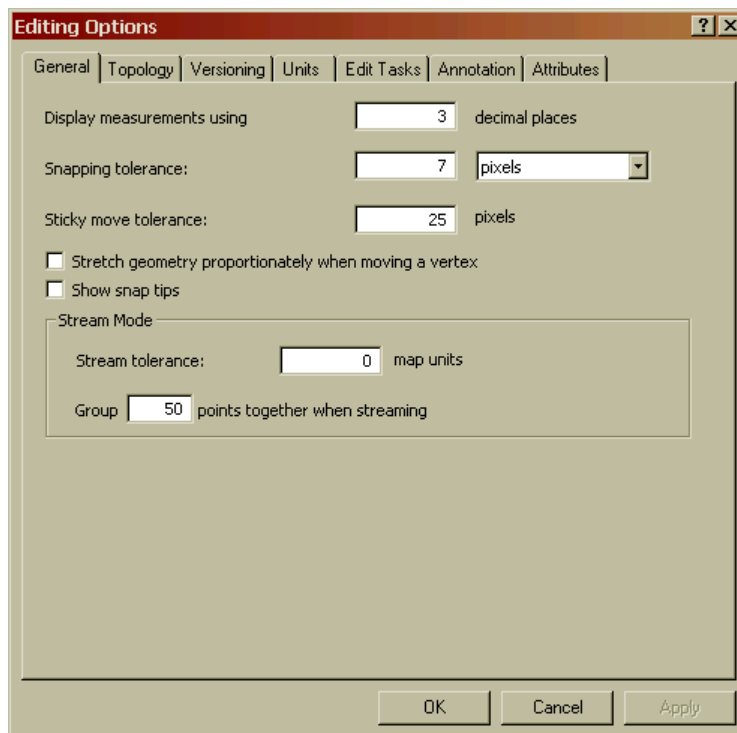 Editing Options
General Topology Versioning Units Edit Tasks Annotation Attributes
Display measurements using 3 decimal places
Snapping tolerance: 7 pixels
Sticky move tolerance: 25 pixels
Stretch geometry proportionately when moving a vertex
Show snap tips
Stream Mode
Stream tolerance: 0 map units
Group 50 points together when streaming
OK Cancel Apply